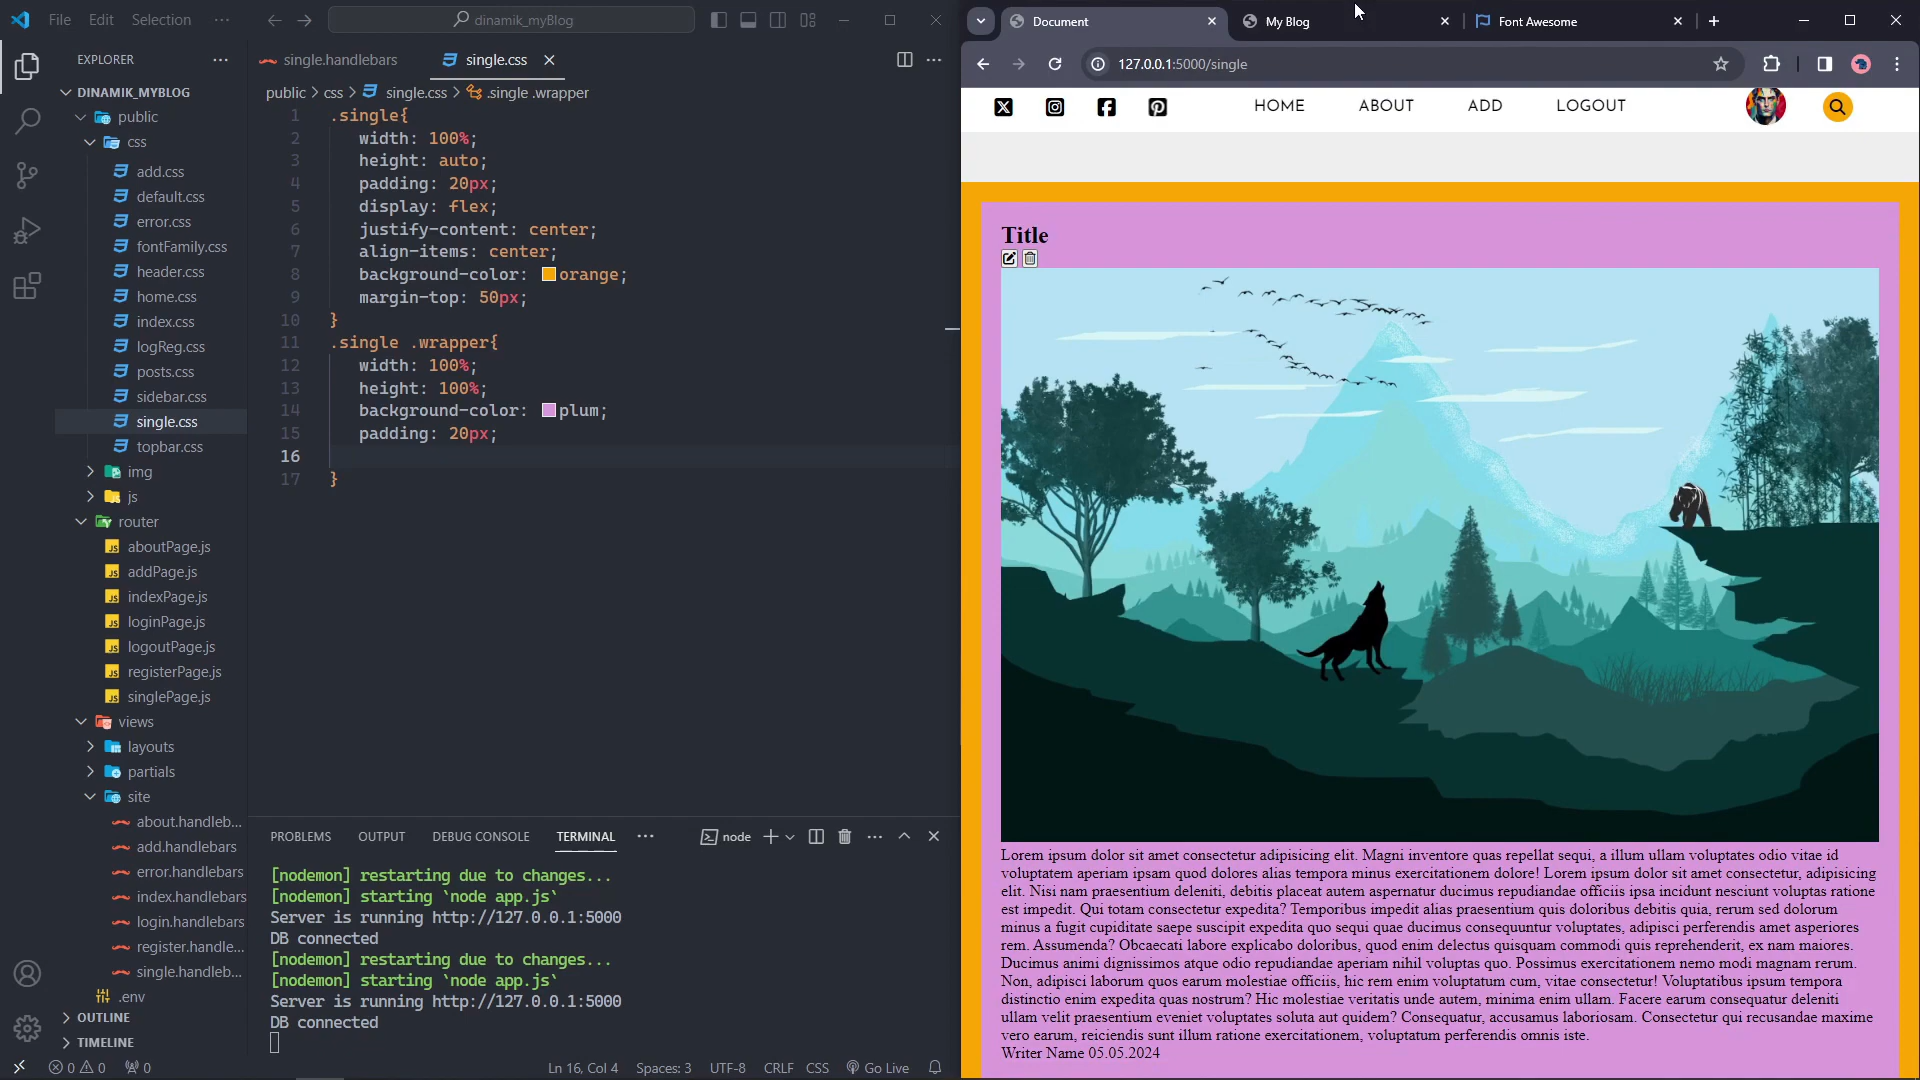 File Edit Selection ···
dinamik_myBlog
EXPLORER ···
DINAMIK_MYBLOG
public
css
add.css
default.css
error.css
fontFamily.css
header.css
home.css
index.css
logReg.css
posts.css
sidebar.css
single.css
topbar.css
img
js
router
aboutPage.js
addPage.js
indexPage.js
loginPage.js
logoutPage.js
registerPage.js
singlePage.js
views
layouts
partials
site
about.handleb...
add.handlebars
error.handlebars
index.handlebars
login.handlebars
register.handle...
single.handleb...
.env
OUTLINE
TIMELINE
single.handlebars single.css
public > css > single.css > .single .wrapper
1 .single{
2 width: 100%;
3 height: auto;
4 padding: 20px;
5 display: flex;
6 justify-content: center;
7 align-items: center;
8 background-color: orange;
9 margin-top: 50px;
10 }
11 .single .wrapper{
12 width: 100%;
13 height: 100%;
14 background-color: plum;
15 padding: 20px;
16
17 }
PROBLEMS OUTPUT DEBUG CONSOLE TERMINAL ··· node
[nodemon] restarting due to changes...
[nodemon] starting `node app.js`
Server is running http://127.0.0.1:5000
DB connected
[nodemon] restarting due to changes...
[nodemon] starting `node app.js`
Server is running http://127.0.0.1:5000
DB connected
0 0 0 Ln 16, Col 4 Spaces: 3 UTF-8 CRLF CSS Go Live
Document My Blog Font Awesome
127.0.0.1:5000/single
HOME ABOUT ADD LOGOUT
Title
Lorem ipsum dolor sit amet consectetur adipisicing elit. Magni inventore quas repellat sequi, a illum ullam voluptates odio vitae id
voluptatem aperiam ipsam quod dolores alias tempora minus exercitationem dolore! Lorem ipsum dolor sit amet consectetur, adipisicing
elit. Nisi nam praesentium deleniti, debitis placeat autem aspernatur ducimus repudiandae officiis ipsa incidunt nesciunt voluptas ratione
est impedit. Qui totam consectetur expedita? Temporibus impedit alias praesentium quis doloribus debitis quia, rerum sed dolorum
minus a fugit cupiditate saepe suscipit expedita quo sequi quae ducimus consequuntur voluptates, adipisci perferendis amet asperiores
rem. Assumenda? Obcaecati labore explicabo doloribus, quod enim delectus quisquam commodi quis reprehenderit, ex nam maiores.
Ducimus animi dignissimos atque odio repudiandae aperiam nihil voluptas quo. Possimus exercitationem nemo modi magnam rerum.
Non, adipisci laborum quos earum molestiae officiis, hic rem enim voluptatum cum, vitae consectetur! Voluptatibus ipsum tempora
distinctio enim expedita quas nostrum? Hic molestiae veritatis unde autem, minima enim ullam. Facere earum consequatur deleniti
ullam velit praesentium eveniet voluptates soluta aut quidem? Consequatur, accusamus laboriosam. Consectetur qui recusandae maxime
vero earum, reiciendis sunt illum ratione exercitationem, voluptatum perferendis omnis iste.
Writer Name 05.05.2024